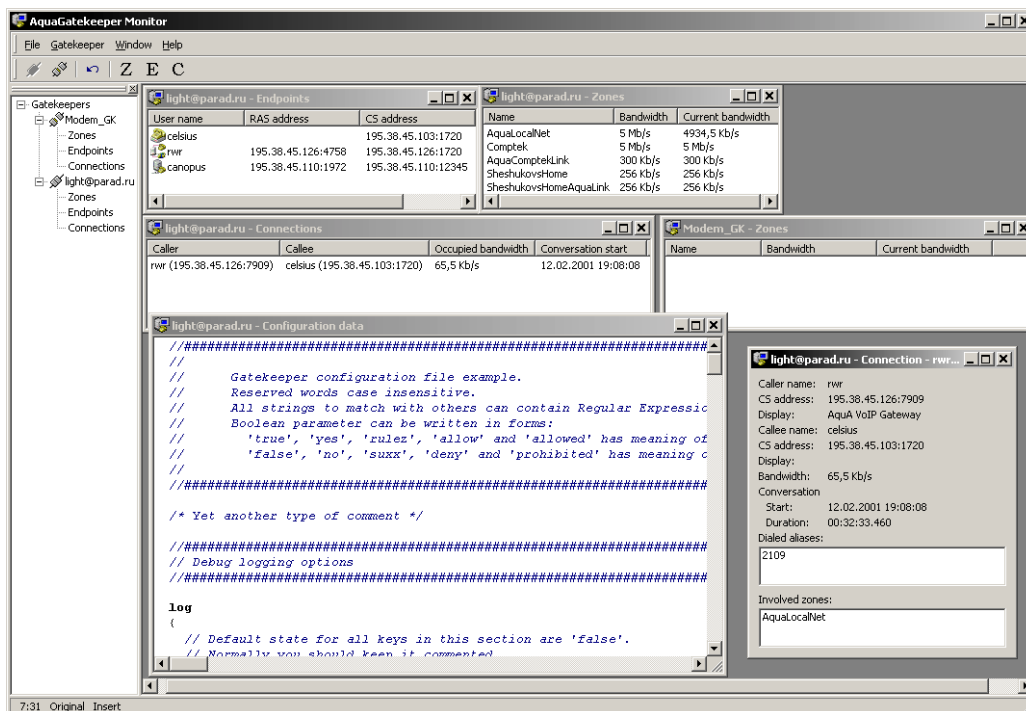 AquaGatekeeper Monitor
File Gatekeeper Window Help
Z E C
Gatekeepers
Modem_GK
Zones
Endpoints
Connections
light@parad.ru
Zones
Endpoints
Connections
light@parad.ru - Endpoints
User name RAS address CS address
celsius 195.38.45.103:1720
rwr 195.38.45.126:4758 195.38.45.126:1720
canopus 195.38.45.110:1972 195.38.45.110:12345
light@parad.ru - Zones
Name Bandwidth Current bandwidth
AquaLocalNet 5 Mb/s 4934,5 Kb/s
Comptek 5 Mb/s 5 Mb/s
AquaComptekLink 300 Kb/s 300 Kb/s
SheshukovsHome 256 Kb/s 256 Kb/s
SheshukovsHomeAquaLink 256 Kb/s 256 Kb/s
light@parad.ru - Connections
Caller Callee Occupied bandwidth Conversation start
rwr (195.38.45.126:7909) celsius (195.38.45.103:1720) 65,5 Kb/s 12.02.2001 19:08:08
Modem_GK - Zones
Name Bandwidth Current bandwidth
light@parad.ru - Configuration data
//######################################################################
//
// Gatekeeper configuration file example.
// Reserved words case insensitive.
// All strings to match with others can contain Regular Expressic
// Boolean parameter can be written in forms:
// 'true', 'yes', 'rulez', 'allow' and 'allowed' has meaning of
// 'false', 'no', 'suxx', 'deny' and 'prohibited' has meaning
//
//######################################################################
/* Yet another type of comment */
//######################################################################
// Debug logging options
//######################################################################
log
{
// Default state for all keys in this section are 'false'.
// Normally you should keep it commented
light@parad.ru - Connection - rwr...
Caller name: rwr
CS address: 195.38.45.126:7909
Display: AquA VoIP Gateway
Callee name: celsius
CS address: 195.38.45.103:1720
Display:
Bandwidth: 65,5 Kb/s
Conversation
Start: 12.02.2001 19:08:08
Duration: 00:32:33.460
Dialed aliases:
2109
Involved zones:
AquaLocalNet
7:31 Original Insert